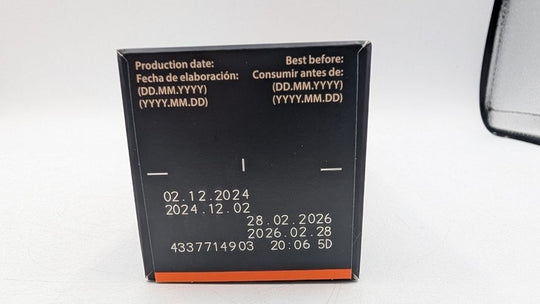 Production date:
Best before:
Fecha de elaboración:
Consumir antes de:
(DD.MM.YYYY)
(DD.MM.YYYY)
(YYYY.MM.DD)
(YYYY.MM.DD)
02.12.2024
2024.12.02
28.02.2026
2026.02.28
4337714903 20:06 5D